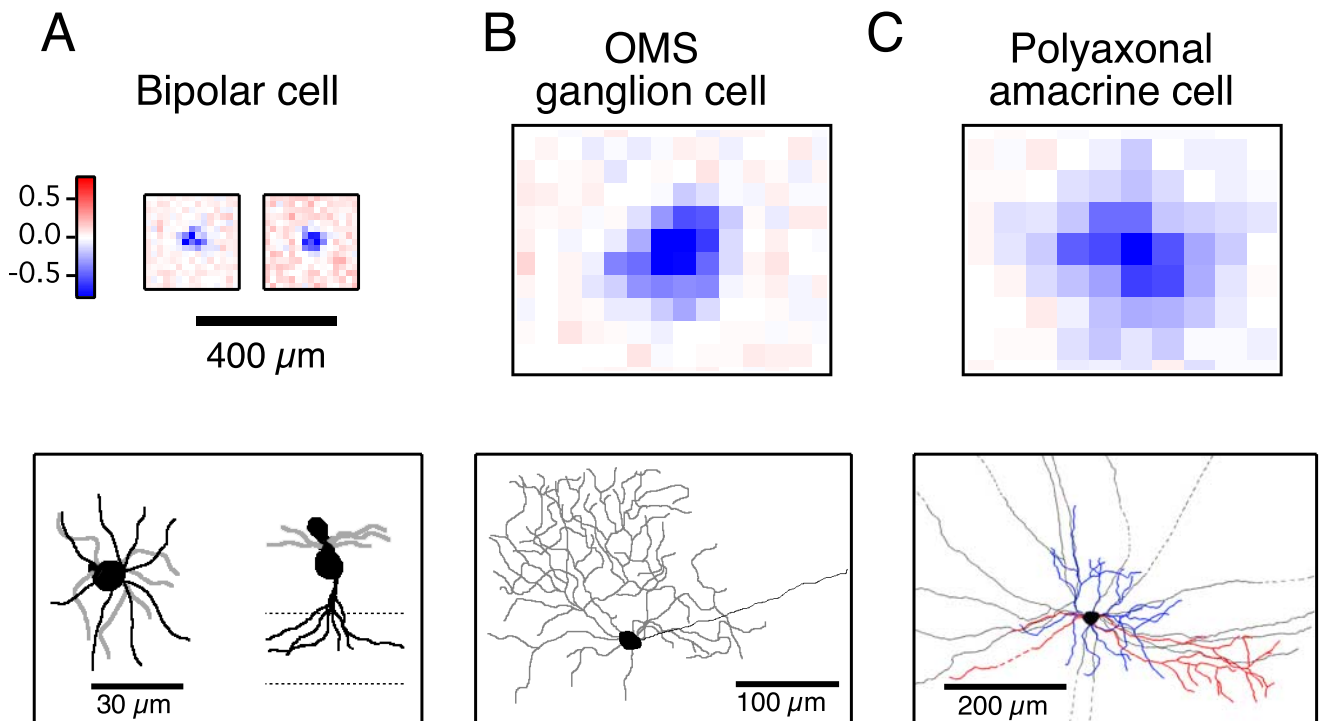 A
Bipolar cell
0.5
0.0
-0.5
400 µm
30 µm
B
OMS
ganglion cell
100 µm
C
Polyaxonal
amacrine cell
200 µm